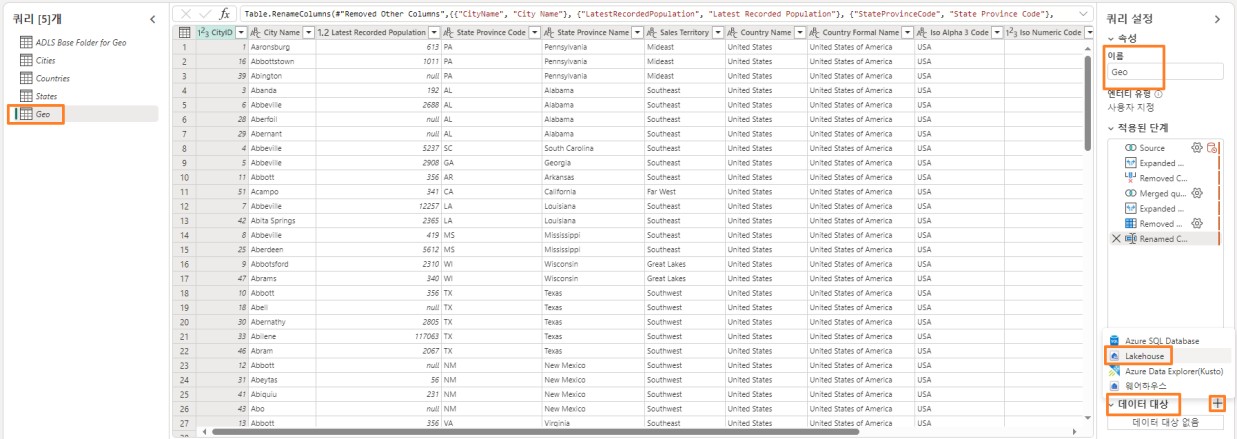 쿼리 [5]개
ADLS Base Folder for Geo
Cities
Countries
States
Geo
fx Table.RenameColumns(#"Removed Other Columns",{{"CityName", "City Name"}, {"LatestRecordedPopulation", "Latest Recorded Population"}, {"StateProvinceCode", "State Province Code"},
CityID City Name Latest Recorded Population State Province Code State Province Name Sales Territory Country Name Country Formal Name Iso Alpha 3 Code Iso Numeric Code
1 1 Aaronsburg 613 PA Pennsylvania Mideast United States United States of America USA
2 16 Abbottstown 1011 PA Pennsylvania Mideast United States United States of America USA
3 39 Abington null PA Pennsylvania Mideast United States United States of America USA
4 3 Abanda 192 AL Alabama Southeast United States United States of America USA
5 6 Abbeville 2688 AL Alabama Southeast United States United States of America USA
6 28 Aberfoil null AL Alabama Southeast United States United States of America USA
7 29 Abernant null AL Alabama Southeast United States United States of America USA
8 4 Abbeville 5237 SC South Carolina Southeast United States United States of America USA
9 5 Abbeville 2908 GA Georgia Southeast United States United States of America USA
10 11 Abbott 356 AR Arkansas Southeast United States United States of America USA
11 51 Acampo 341 CA California Far West United States United States of America USA
12 7 Abbeville 12257 LA Louisiana Southeast United States United States of America USA
13 42 Abita Springs 2365 LA Louisiana Southeast United States United States of America USA
14 8 Abbeville 419 MS Mississippi Southeast United States United States of America USA
15 25 Aberdeen 5612 MS Mississippi Southeast United States United States of America USA
16 9 Abbotsford 2310 WI Wisconsin Great Lakes United States United States of America USA
17 47 Abrams 340 WI Wisconsin Great Lakes United States United States of America USA
18 10 Abbott 356 TX Texas Southwest United States United States of America USA
19 18 Abell null TX Texas Southwest United States United States of America USA
20 30 Abernathy 2805 TX Texas Southwest United States United States of America USA
21 33 Abilene 117063 TX Texas Southwest United States United States of America USA
22 46 Abram 2067 TX Texas Southwest United States United States of America USA
23 12 Abbott null NM New Mexico Southwest United States United States of America USA
24 31 Abeytas 56 NM New Mexico Southwest United States United States of America USA
25 41 Abiquiu 231 NM New Mexico Southwest United States United States of America USA
26 43 Abo null NM New Mexico Southwest United States United States of America USA
27 13 Abbott 356 VA Virginia Southeast United States United States of America USA
쿼리 설정
속성
이름
Geo
엔터티 유형
사용자 지정
적용된 단계
Source
Expanded ...
Removed C...
Merged qu...
Expanded ...
Removed ...
Renamed C...
Azure SQL Database
Lakehouse
Azure Data Explorer(Kusto)
웨어하우스
데이터 대상
데이터 대상 없음